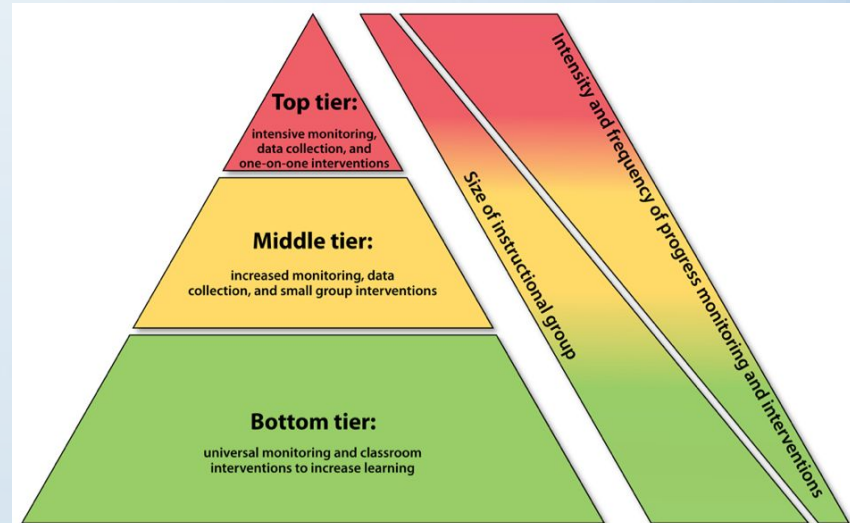 Top tier:
intensive monitoring,
data collection, and
one-on-one interventions
Middle tier:
increased monitoring, data
collection, and small group interventions
Bottom tier:
universal monitoring and classroom
interventions to increase learning
Size of instructional group
Intensity and frequency of progress monitoring and interventions